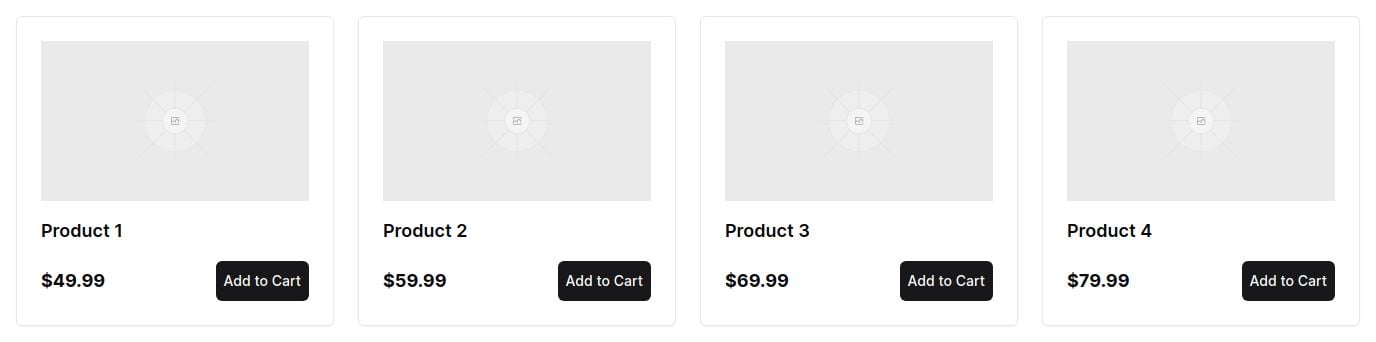 Product 1
$49.99 Add to Cart
Product 2
$59.99 Add to Cart
Product 3
$69.99 Add to Cart
Product 4
$79.99 Add to Cart